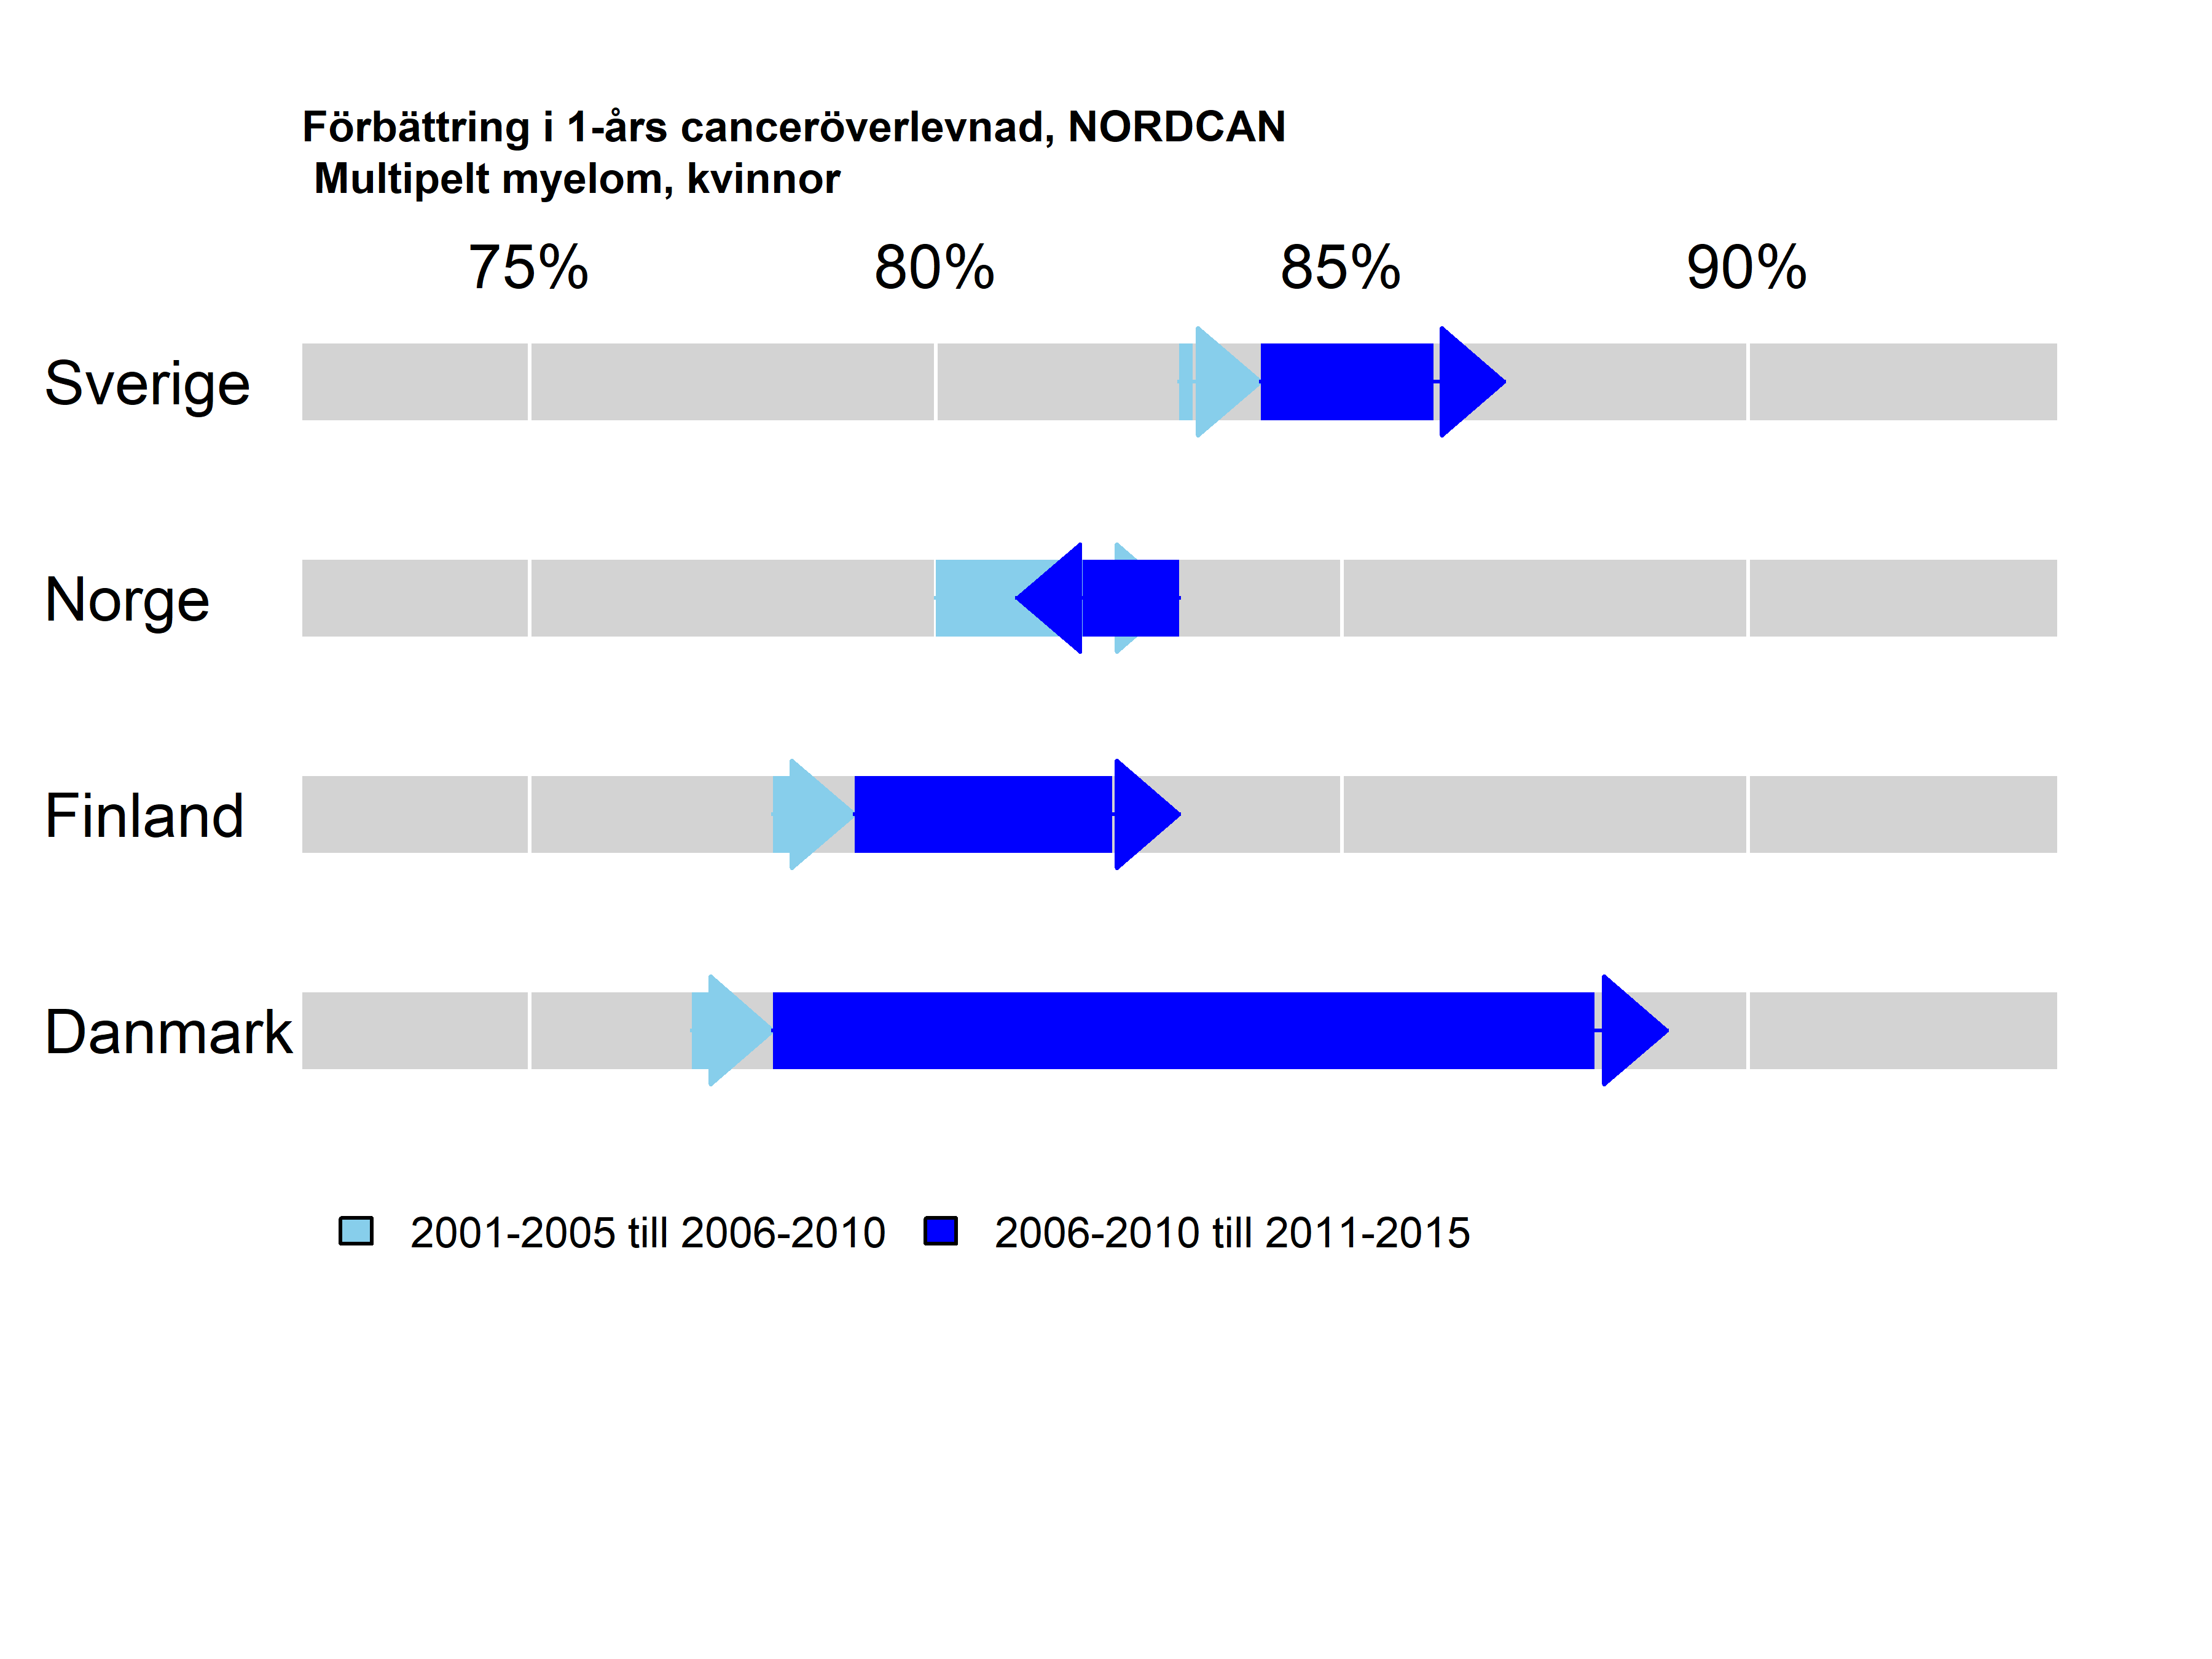 Förbättring i 1-års canceröverlevnad, NORDCAN
Multipelt myelom, kvinnor
75% 80% 85% 90%
Sverige
Norge
Finland
Danmark
2001-2005 till 2006-2010 2006-2010 till 2011-2015